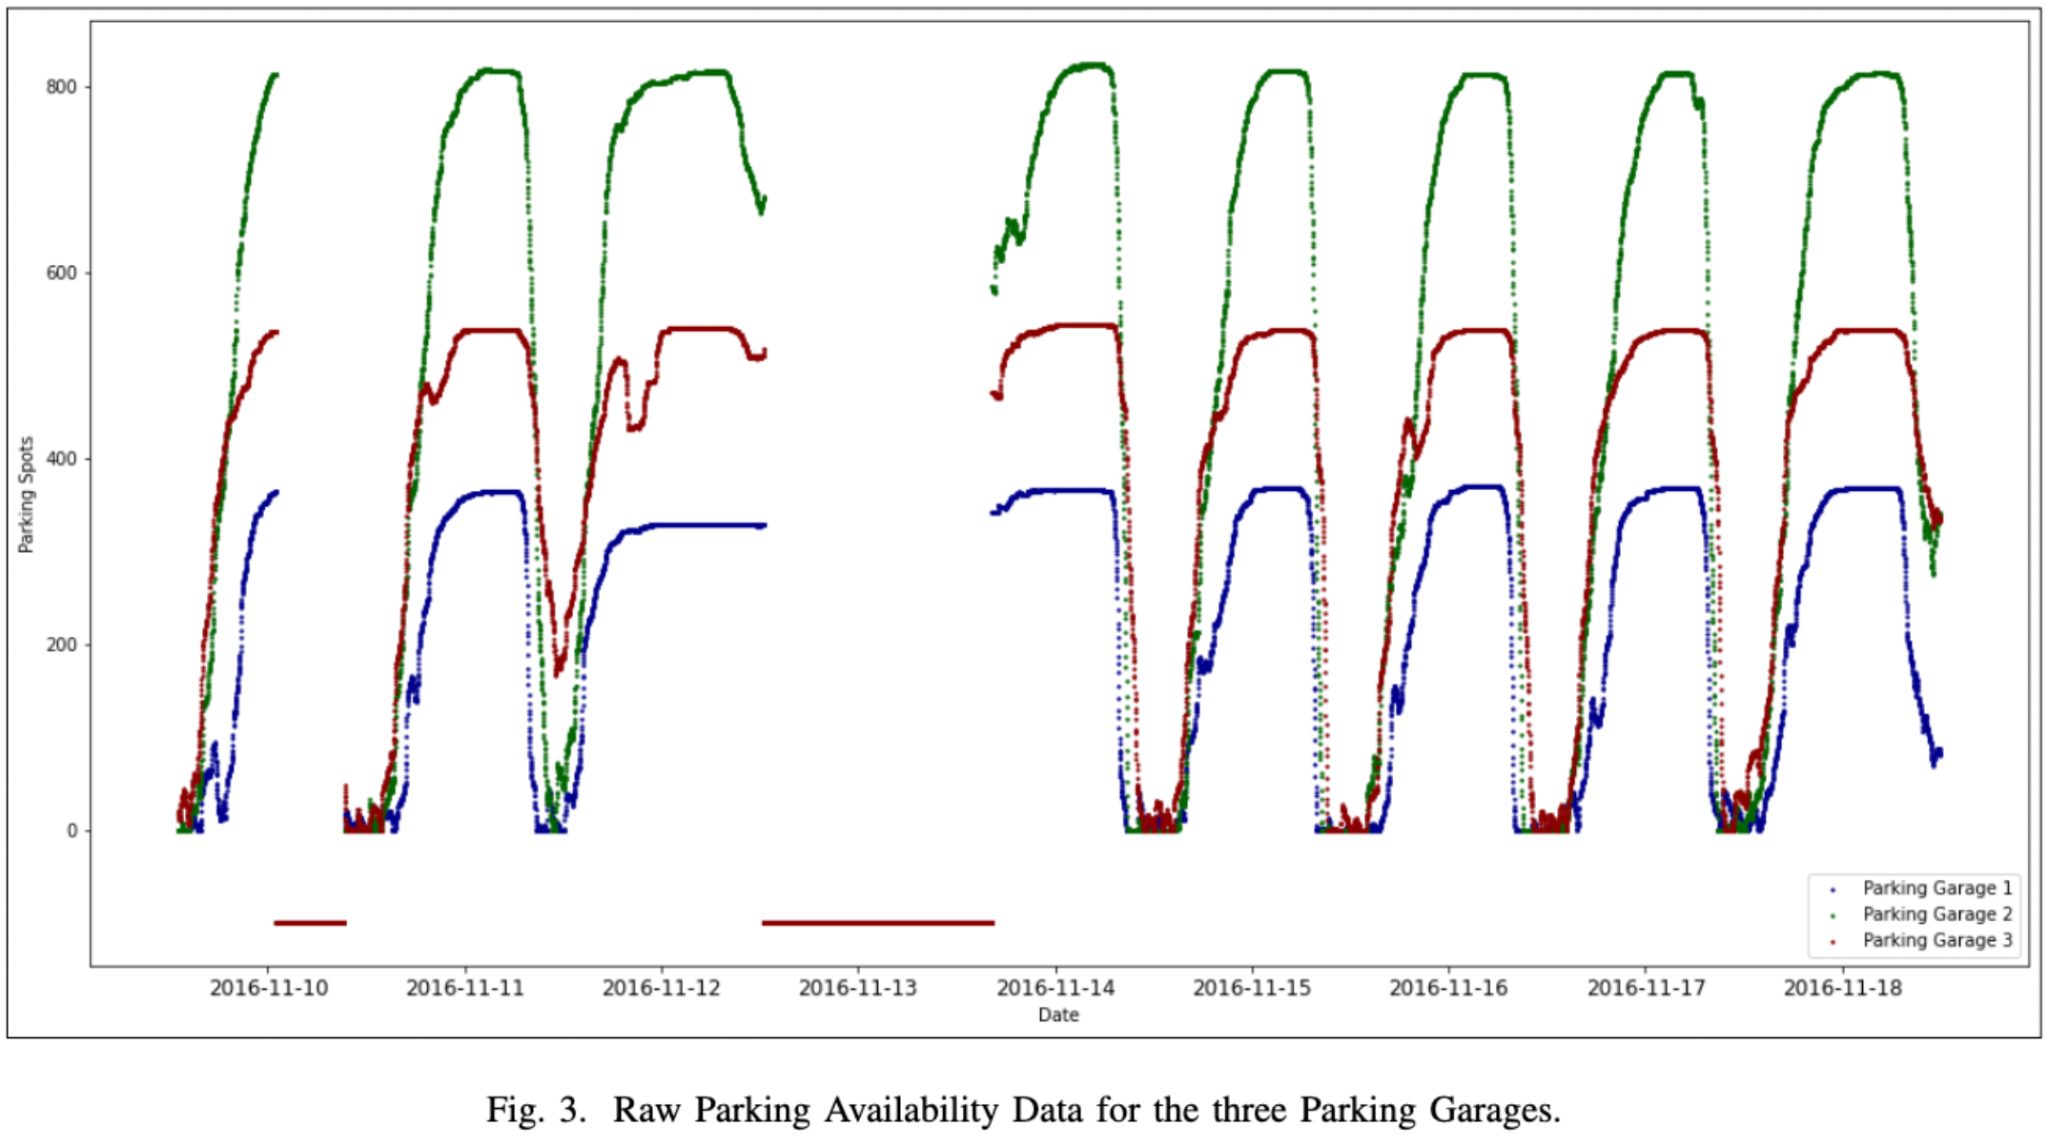 800
600
400
200
0
Parking Spots
Parking Garage 1
Parking Garage 2
Parking Garage 3
2016-11-10 2016-11-11 2016-11-12 2016-11-13 2016-11-14 2016-11-15 2016-11-16 2016-11-17 2016-11-18
Date
Fig. 3. Raw Parking Availability Data for the three Parking Garages.